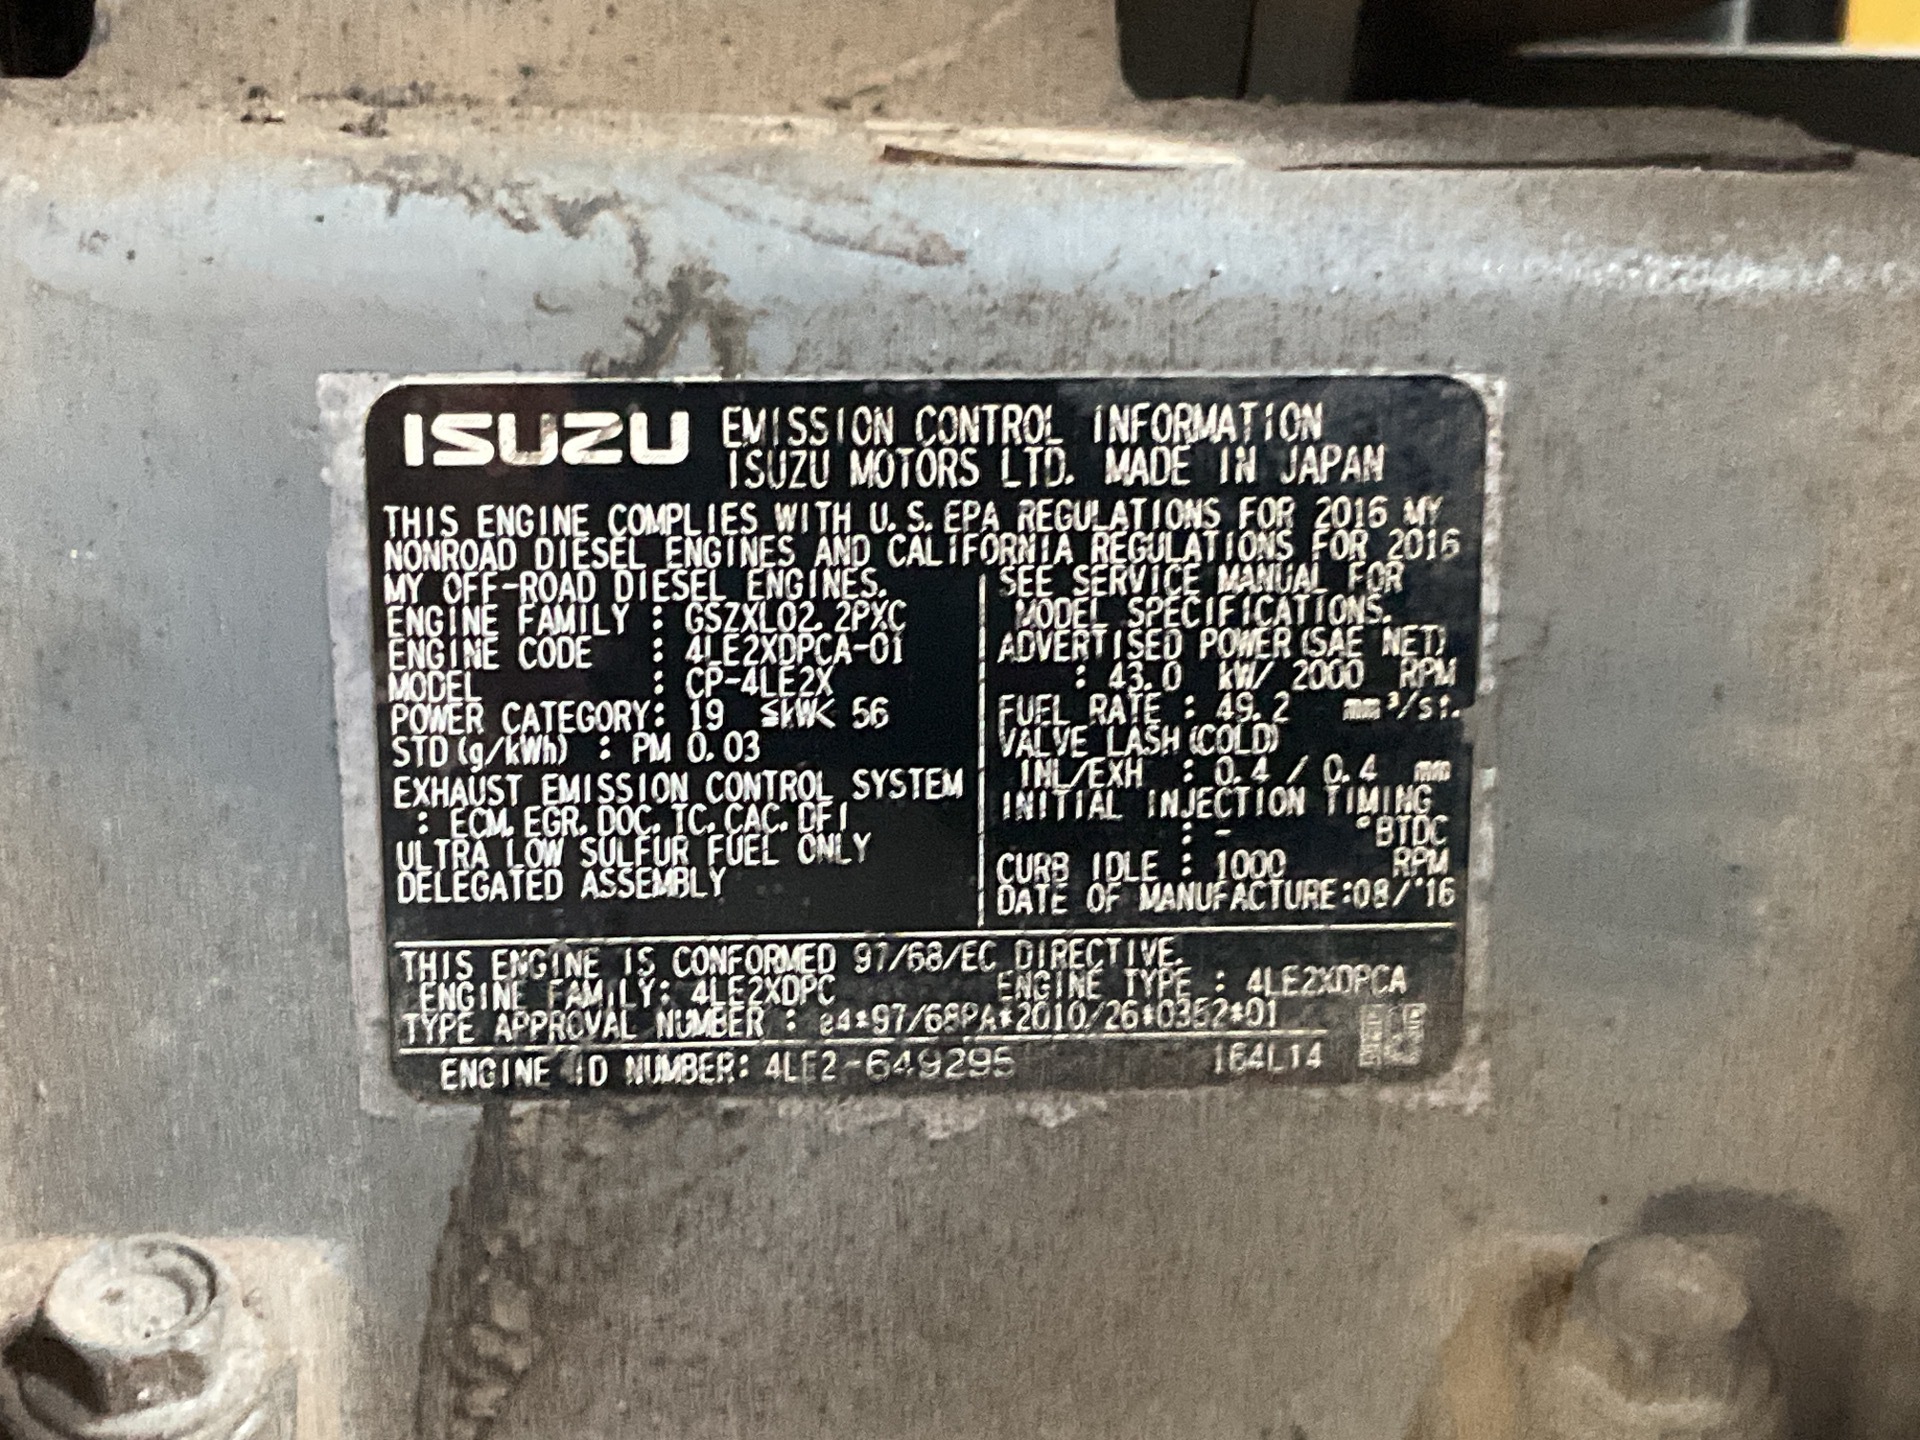 ISUZU EMISSION CONTROL INFORMATION
ISUZU MOTORS LTD. MADE IN JAPAN
THIS ENGINE COMPLIES WITH U.S. EPA REGULATIONS FOR 2016 MY
NONROAD DIESEL ENGINES AND CALIFORNIA REGULATIONS FOR 2016
MY OFF-ROAD DIESEL ENGINES.
ENGINE FAMILY : GSZXL02.2PXC
ENGINE CODE : 4LE2XDPCA-01
MODEL : CP-4LE2X
POWER CATEGORY: 19 ≤kW< 56
STD (g/kWh) : PM 0.03
EXHAUST EMISSION CONTROL SYSTEM
: ECM, EGR, DOC, TC, CAC, DFI
ULTRA LOW SULFUR FUEL ONLY
DELEGATED ASSEMBLY
SEE SERVICE MANUAL FOR
MODEL SPECIFICATIONS.
ADVERTISED POWER (SAE NET)
: 43.0 kW/ 2000 RPM
FUEL RATE : 49.2 mm³/st.
VALVE LASH (COLD)
INL/EXH : 0.4 / 0.4 mm
INITIAL INJECTION TIMING
: - °BTDC
CURB IDLE : 1000 RPM
DATE OF MANUFACTURE:08/'16
THIS ENGINE IS CONFORMED 97/68/EC DIRECTIVE.
ENGINE FAMILY: 4LE2XDPC ENGINE TYPE : 4LE2XDPCA
TYPE APPROVAL NUMBER : e4*97/68PA*2010/26*0362*01
ENGINE ID NUMBER: 4LE2-649295 164L14